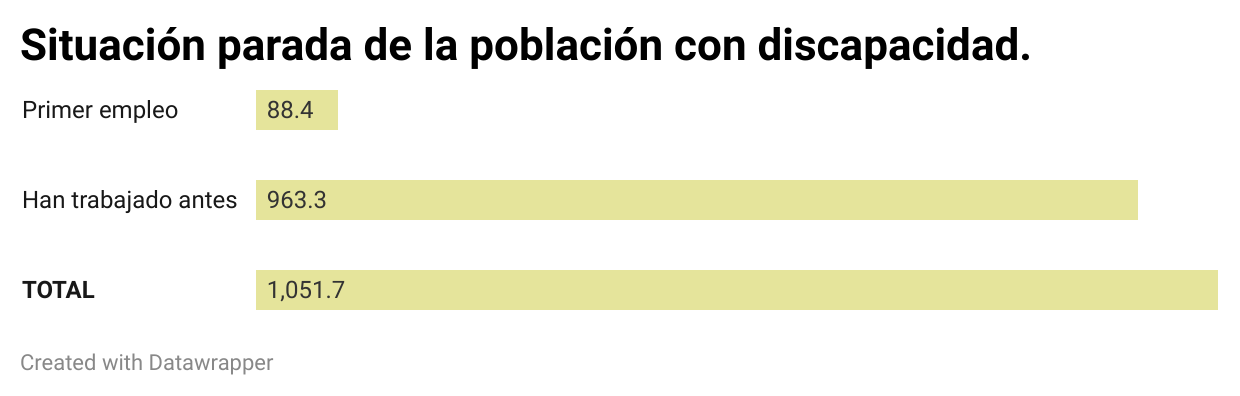 Situación parada de la población con discapacidad.
Primer empleo 88.4
Han trabajado antes 963.3
TOTAL 1,051.7
Created with Datawrapper